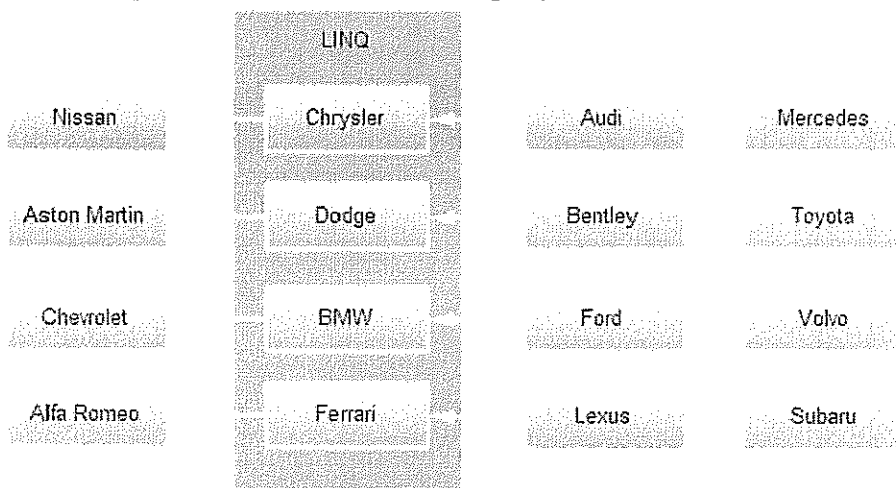 LINQ
Nissan Chrysler Audi Mercedes
Aston Martin Dodge Bentley Toyota
Chevrolet BMW Ford Volvo
Alfa Romeo Ferrari Lexus Subaru